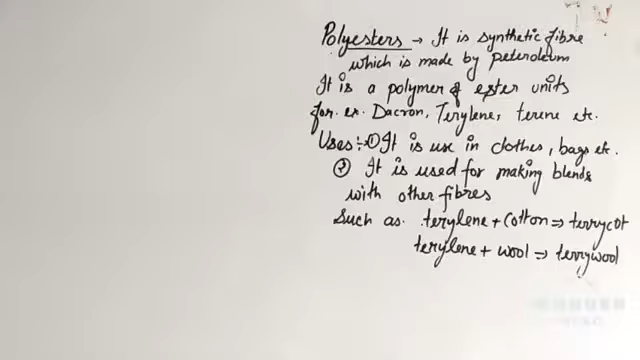 Polyesters → It is synthetic fibre
which is made by peteroleum
It is a polymer of ester units
for. ex. Dacron, Terylene, terene etc.
Uses :- ① It is use in clothes, bags etc.
② It is used for making blends
with other fibres
Such as. terylene + Cotton ⇒ terrycot
terylene + wool ⇒ terrywool